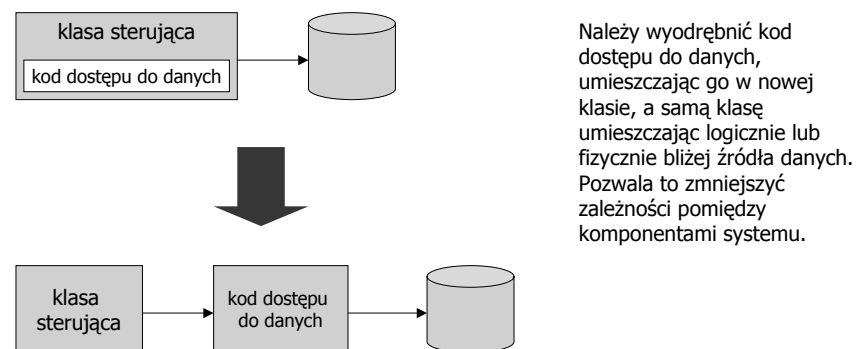 klasa sterująca
kod dostępu do danych
Należy wyodrębnić kod
dostępu do danych,
umieszczając go w nowej
klasie, a samą klasę
umieszczając logicznie lub
fizycznie bliżej źródła danych.
Pozwala to zmniejszyć
zależności pomiędzy
komponentami systemu.
klasa
sterująca
kod dostępu
do danych